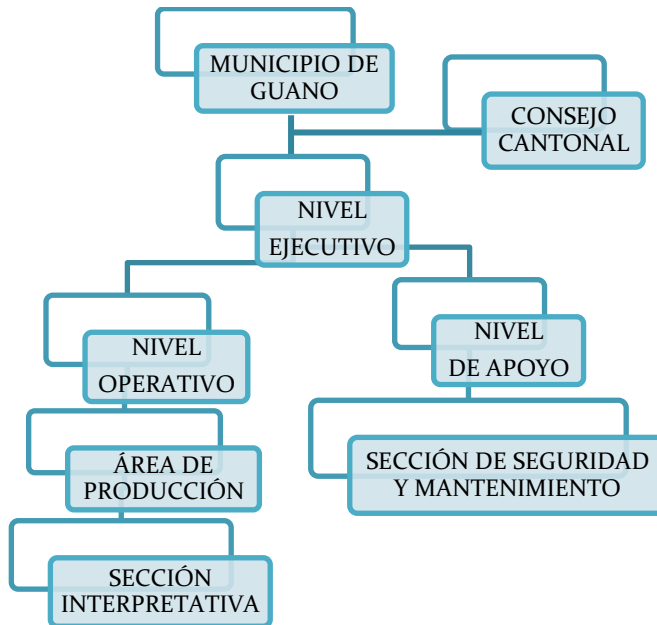 MUNICIPIO DE
GUANO
CONSEJO
CANTONAL
NIVEL
EJECUTIVO
NIVEL
OPERATIVO
NIVEL
DE APOYO
ÁREA DE
PRODUCCIÓN
SECCIÓN DE SEGURIDAD
Y MANTENIMIENTO
SECCIÓN
INTERPRETATIVA